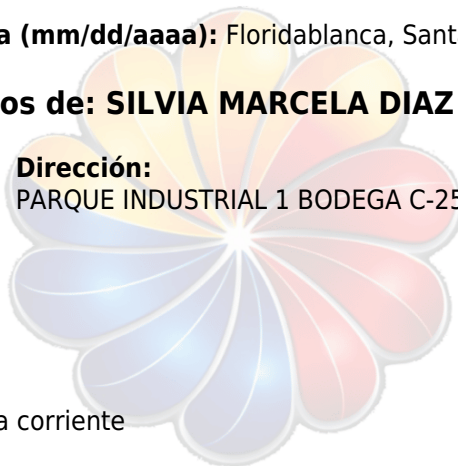 a (mm/dd/aaaa): Floridablanca, Sant
os de: SILVIA MARCELA DIAZ
Dirección:
PARQUE INDUSTRIAL 1 BODEGA C-25
a corriente